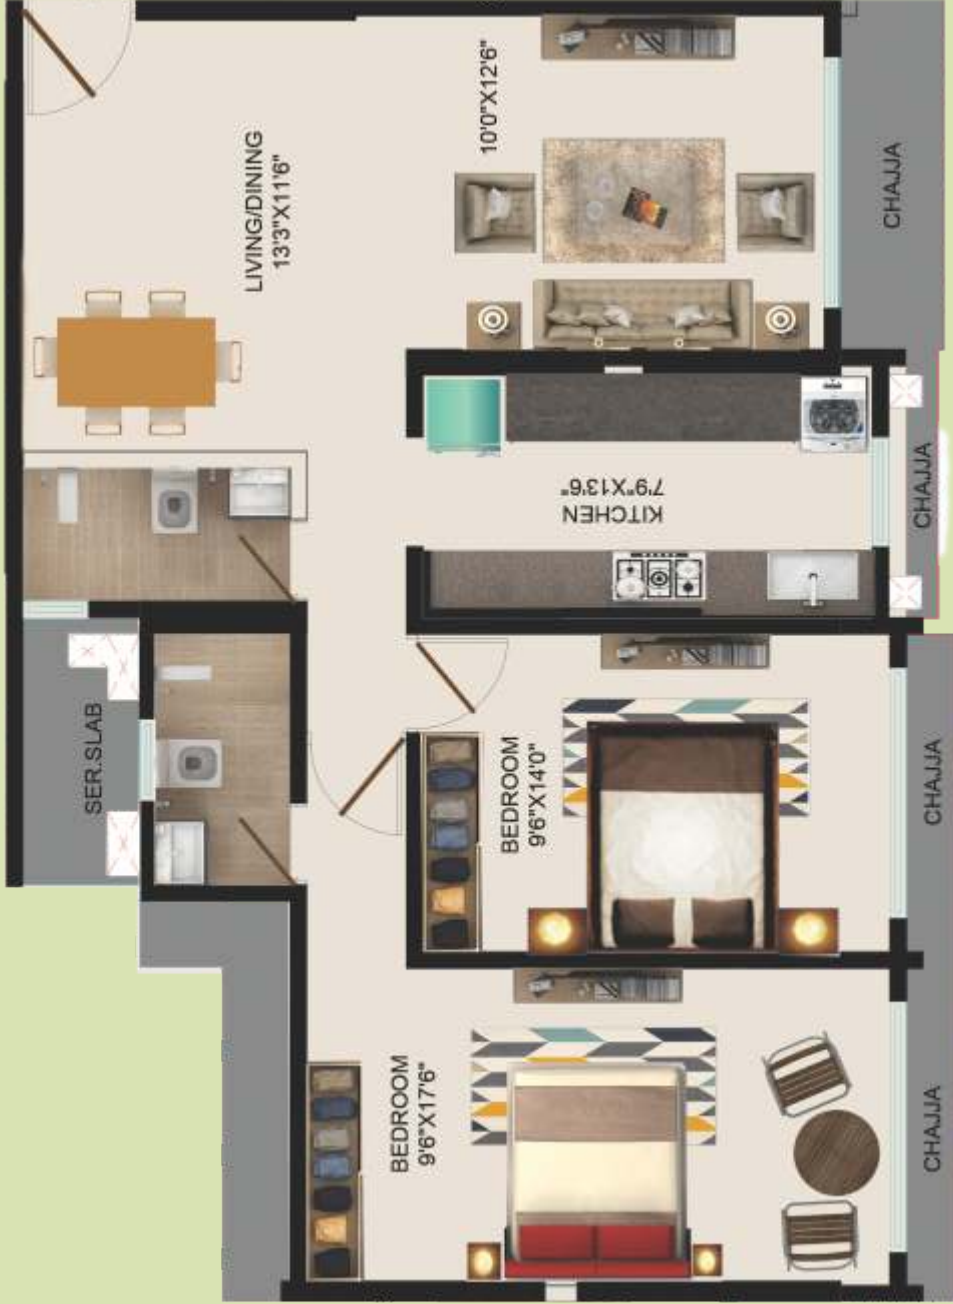 LIVING/DINING
13'3"X11'6"
10'0"X12'6"
CHAJJA
KITCHEN
7'9"X13'6"
CHAJJA
SER.SLAB
BEDROOM
9'6"X14'0"
CHAJJA
BEDROOM
9'6"X17'6"
CHAJJA